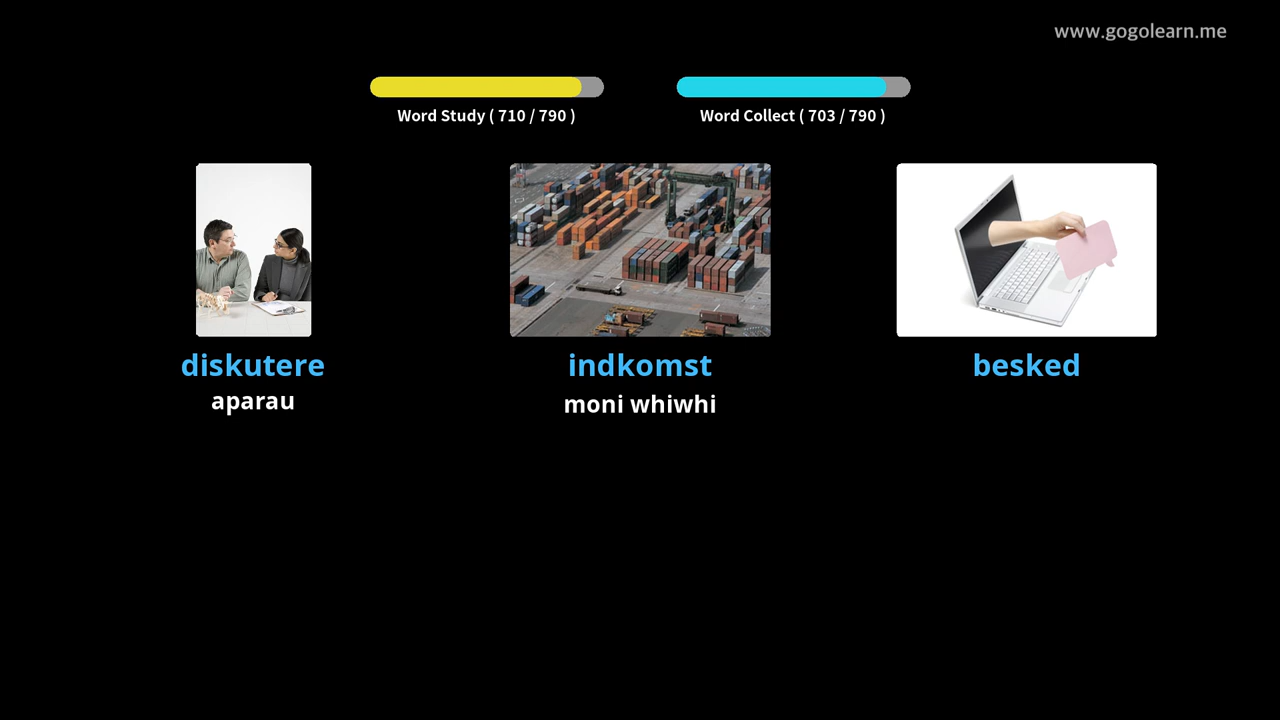 www.gogolearn.me
Word Study ( 710 / 790 )
Word Collect ( 703 / 790 )
diskutere
aparau
indkomst
moni whiwhi
besked